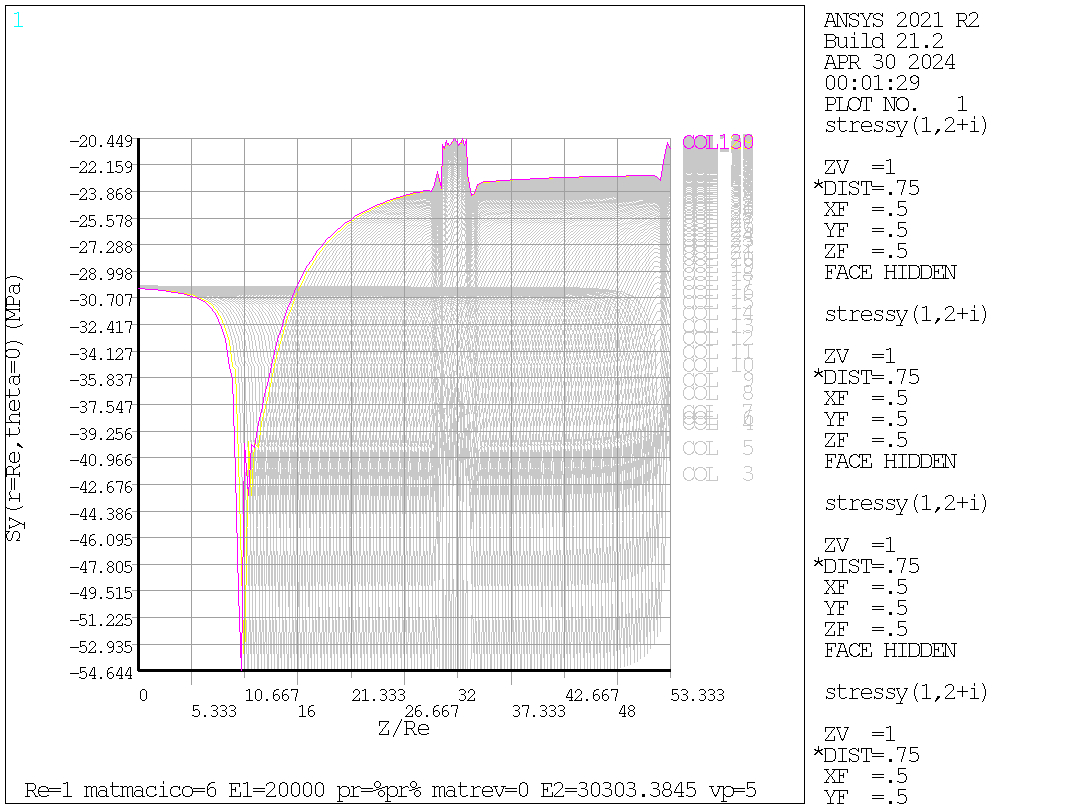 1
ANSYS 2021 R2
Build 21.2
APR 30 2024
00:01:29
PLOT NO. 1
stressy(1,2+i)
ZV =1
*DIST=.75
XF =.5
YF =.5
ZF =.5
FACE HIDDEN
stressy(1,2+i)
ZV =1
*DIST=.75
XF =.5
YF =.5
ZF =.5
FACE HIDDEN
stressy(1,2+i)
ZV =1
*DIST=.75
XF =.5
YF =.5
ZF =.5
FACE HIDDEN
stressy(1,2+i)
ZV =1
*DIST=.75
XF =.5
YF =.5
Sy(r=Re,theta=0) (MPa)
-20.449
-22.159
-23.868
-25.578
-27.288
-28.998
-30.707
-32.417
-34.127
-35.837
-37.547
-39.256
-40.966
-42.676
-44.386
-46.095
-47.805
-49.515
-51.225
-52.935
-54.644
COL 130
COL 5
COL 3
0 10.667 21.333 32 42.667 53.333
5.333 16 26.667 37.333 48
Z/Re
Re=1 matmacico=6 E1=20000 pr=%pr% matrev=0 E2=30303.3845 vp=5